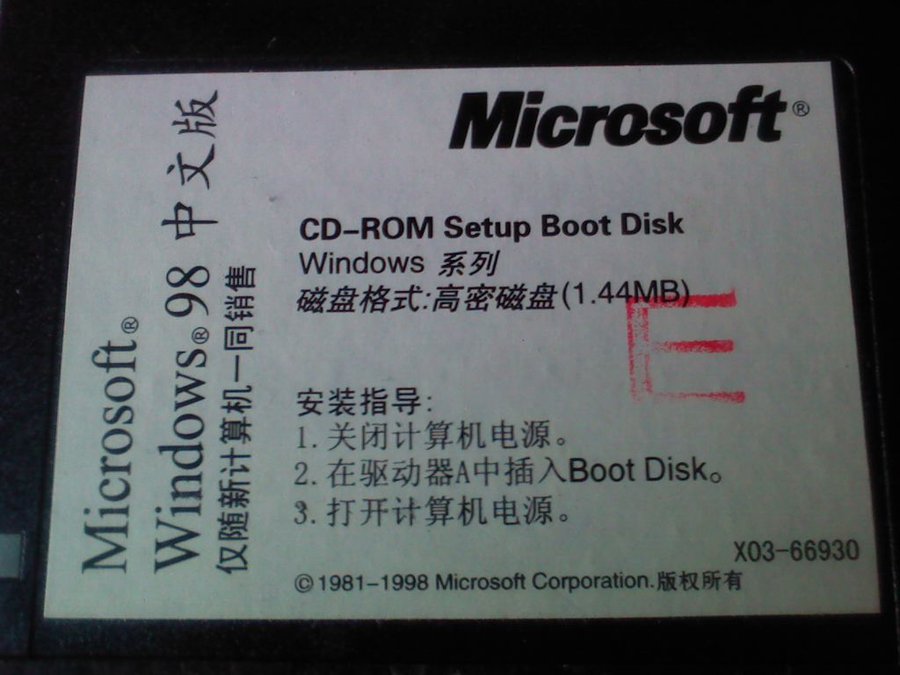 Microsoft®
Windows®98 中文版
仅随新计算机一同销售
Microsoft®
CD-ROM Setup Boot Disk
Windows 系列
磁盘格式:高密磁盘(1.44MB)
E
安装指导:
1.关闭计算机电源。
2.在驱动器A中插入Boot Disk。
3.打开计算机电源。
X03-66930
©1981-1998 Microsoft Corporation.版权所有